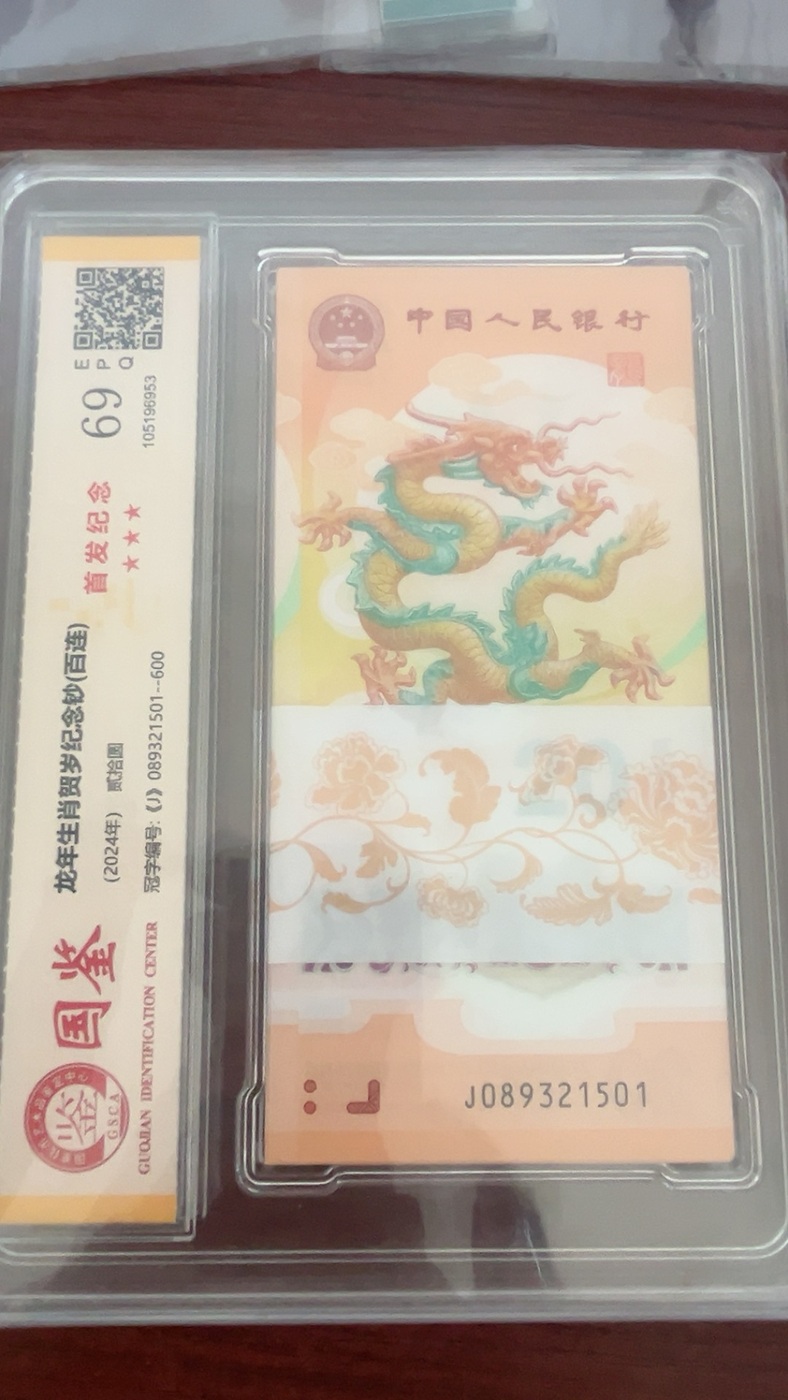 中国人民银行
J089321501
国鉴
GUOJIAN IDENTIFICATION CENTER
GSCA
鉴
龙年生肖贺岁纪念钞(百连)
(2024年) 贰拾圆
冠字编号:《J》089321501--600
首发纪念
★★★
69
E
P
Q
105196953